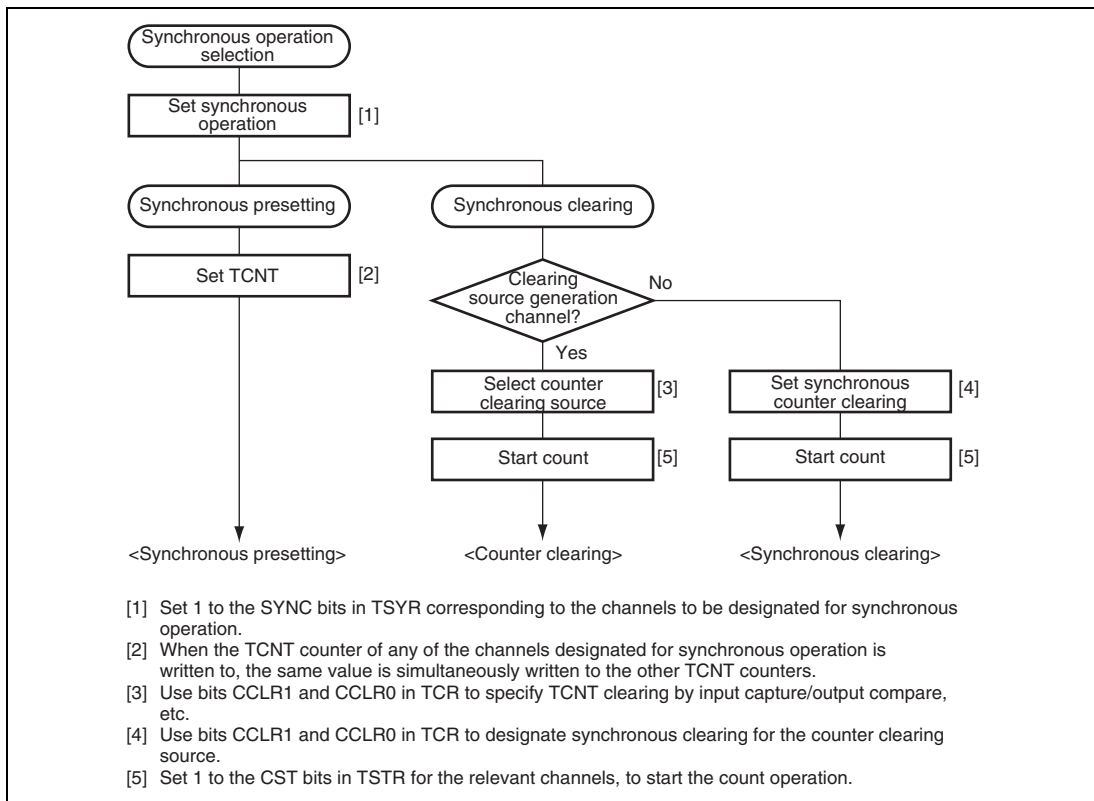 Synchronous operation
selection
Set synchronous
operation
[1]
Synchronous presetting
Synchronous clearing
Set TCNT
[2]
Clearing
source generation
channel?
No
Yes
Select counter
clearing source
[3]
Set synchronous
counter clearing
[4]
Start count
[5]
Start count
[5]
<Synchronous presetting>
<Counter clearing>
<Synchronous clearing>
[1] Set 1 to the SYNC bits in TSYR corresponding to the channels to be designated for synchronous
operation.
[2] When the TCNT counter of any of the channels designated for synchronous operation is
written to, the same value is simultaneously written to the other TCNT counters.
[3] Use bits CCLR1 and CCLR0 in TCR to specify TCNT clearing by input capture/output compare,
etc.
[4] Use bits CCLR1 and CCLR0 in TCR to designate synchronous clearing for the counter clearing
source.
[5] Set 1 to the CST bits in TSTR for the relevant channels, to start the count operation.